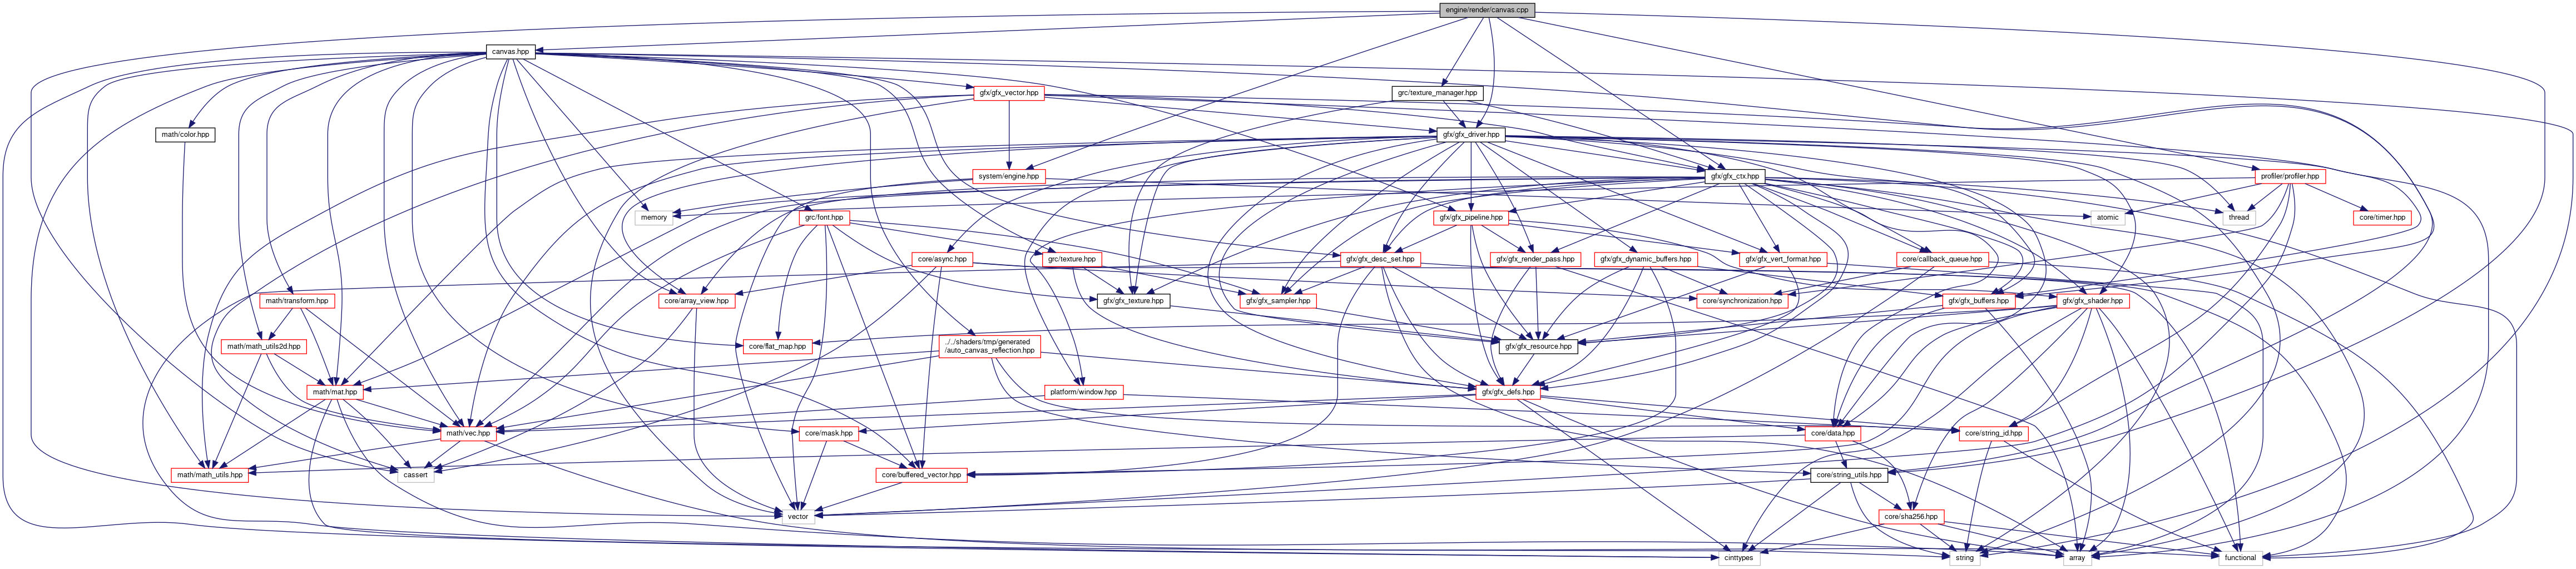 engine/render/canvas.cpp
canvas.hpp
gfx/gfx_vector.hpp
grc/texture_manager.hpp
math/color.hpp
gfx/gfx_driver.hpp
system/engine.hpp
gfx/gfx_ctx.hpp
profiler/profiler.hpp
memory
grc/font.hpp
gfx/gfx_pipeline.hpp
atomic
thread
core/timer.hpp
core/async.hpp
grc/texture.hpp
gfx/gfx_desc_set.hpp
gfx/gfx_render_pass.hpp
gfx/gfx_dynamic_buffers.hpp
gfx/gfx_vert_format.hpp
core/callback_queue.hpp
math/transform.hpp
core/array_view.hpp
gfx/gfx_texture.hpp
gfx/gfx_sampler.hpp
core/synchronization.hpp
gfx/gfx_buffers.hpp
gfx/gfx_shader.hpp
math/math_utils2d.hpp
core/flat_map.hpp
../../shaders/tmp/generated
/auto_canvas_reflection.hpp
gfx/gfx_resource.hpp
math/mat.hpp
platform/window.hpp
gfx/gfx_defs.hpp
math/vec.hpp
core/mask.hpp
core/data.hpp
core/string_id.hpp
math/math_utils.hpp
cassert
core/buffered_vector.hpp
core/string_utils.hpp
vector
core/sha256.hpp
cinttypes
string
array
functional